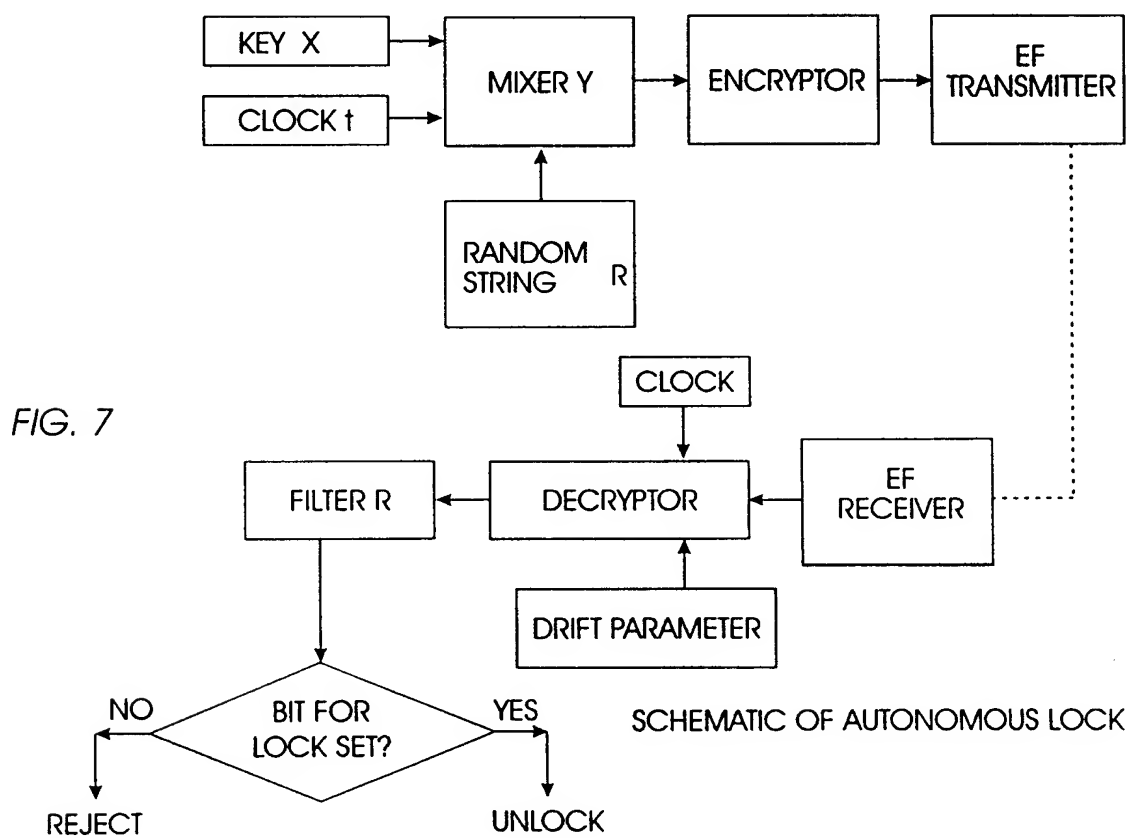 KEY X
CLOCK t
MIXER Y
ENCRYPTOR
EF
TRANSMITTER
RANDOM
STRING R
FIG. 7
CLOCK
FILTER R
DECRYPTOR
EF
RECEIVER
DRIFT PARAMETER
NO
BIT FOR
LOCK SET?
YES
SCHEMATIC OF AUTONOMOUS LOCK
REJECT
UNLOCK